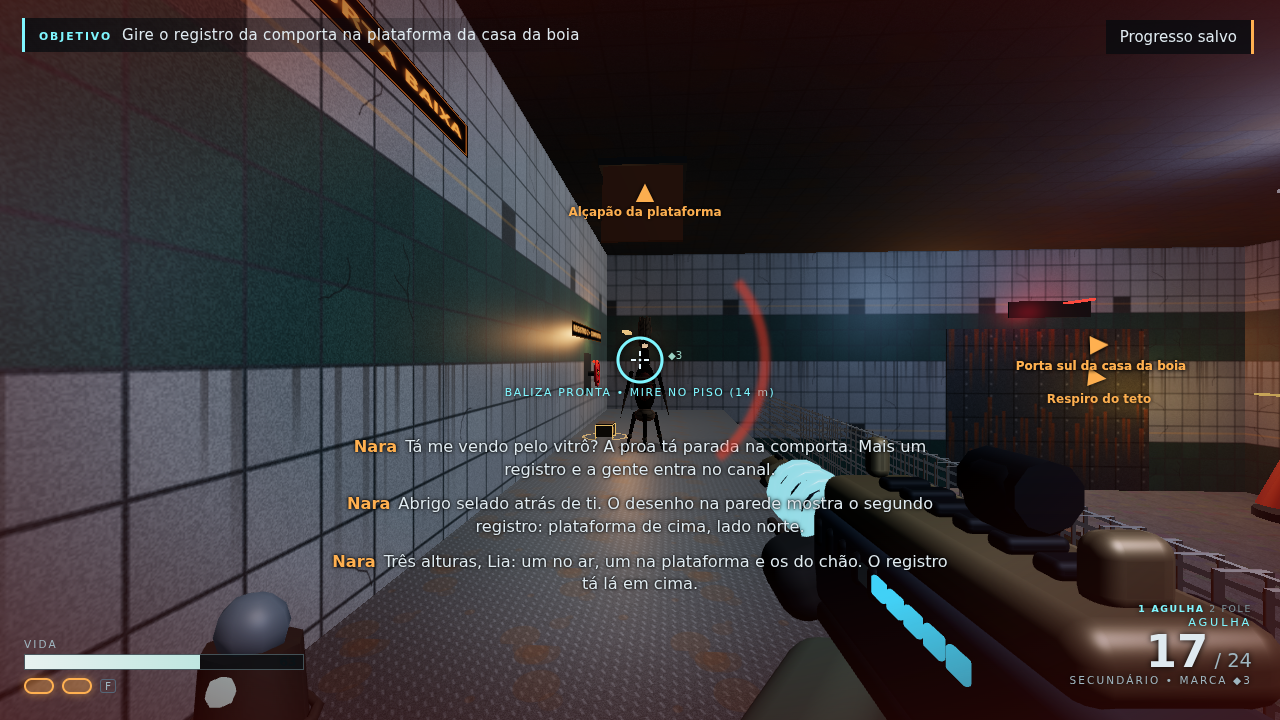 OBJETIVO Gire o registro da comporta na plataforma da casa da boia
Progresso salvo
BAIXA
Alçapão da plataforma
◆3
Porta sul da casa da boia
Respiro do teto
BALIZA PRONTA • MIRE NO PISO (14 m)
Nara Tá me vendo pelo vitrô? A proa tá parada na comporta. Mais um
registro e a gente entra no canal.
Nara Abrigo selado atrás de ti. O desenho na parede mostra o segundo
registro: plataforma de cima, lado norte.
Nara Três alturas, Lia: um no ar, um na plataforma e os do chão. O registro
tá lá em cima.
VIDA
F
1 AGULHA 2 FOLE
AGULHA
17 / 24
SECUNDÁRIO • MARCA ◆3